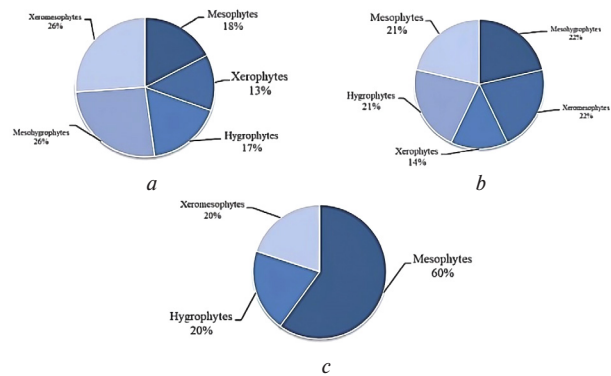 Xeromesophytes
26%
Mesophytes
18%
Xerophytes
13%
Hygrophytes
17%
Mesohygrophytes
26%
a
Mesophytes
21%
Mesohygrophytes
22%
Hygrophytes
21%
Xeromesophytes
22%
Xerophytes
14%
b
Xeromesophytes
20%
Mesophytes
60%
Hygrophytes
20%
c